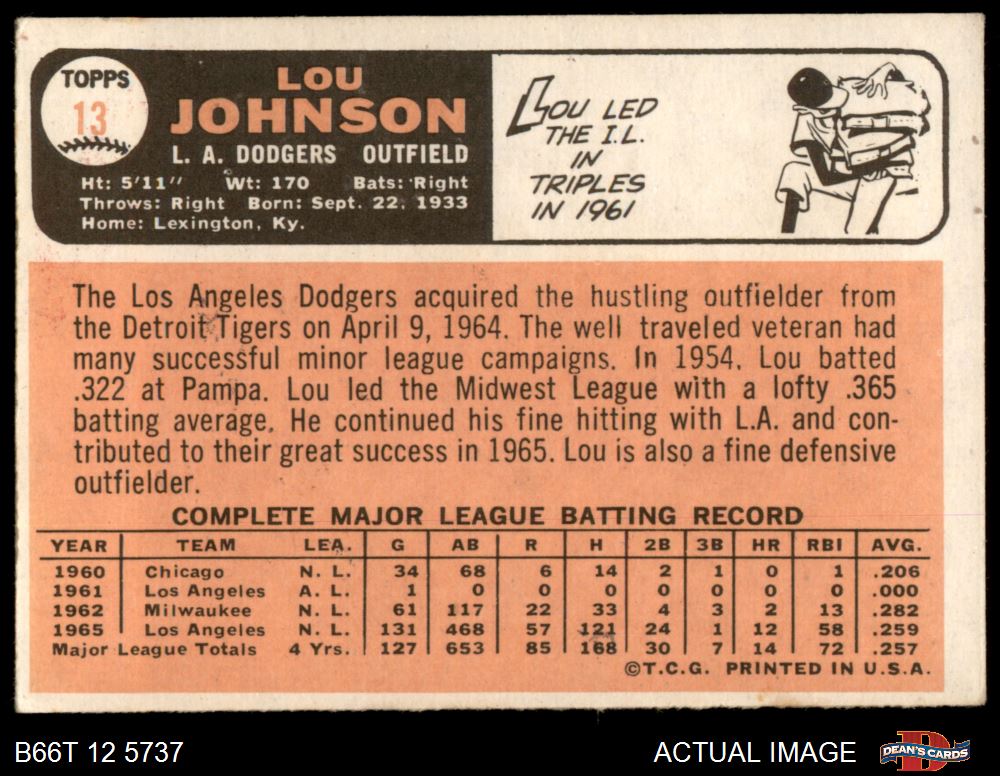 TOPPS
13
LOU
JOHNSON
L. A. DODGERS OUTFIELD
Ht: 5'11" Wt: 170 Bats: Right
Throws: Right Born: Sept. 22, 1933
Home: Lexington, Ky.
LOU LED
THE I.L.
IN
TRIPLES
IN 1961
The Los Angeles Dodgers acquired the hustling outfielder from
the Detroit Tigers on April 9, 1964. The well traveled veteran had
many successful minor league campaigns. In 1954, Lou batted
.322 at Pampa. Lou led the Midwest League with a lofty .365
batting average. He continued his fine hitting with L.A. and con-
tributed to their great success in 1965. Lou is also a fine defensive
outfielder.
COMPLETE MAJOR LEAGUE BATTING RECORD
YEAR TEAM LEA. G AB R H 2B 3B HR RBI AVG.
1960 Chicago N. L. 34 68 6 14 2 1 0 1 .206
1961 Los Angeles A. L. 1 0 0 0 0 0 0 0 .000
1962 Milwaukee N. L. 61 117 22 33 4 3 2 13 .282
1965 Los Angeles N. L. 131 468 57 121 24 1 12 58 .259
Major League Totals 4 Yrs. 127 653 85 168 30 7 14 72 .257
©T.C.G. PRINTED IN U.S.A.
B66T 12 5737
ACTUAL IMAGE
D
DEAN'S CARDS